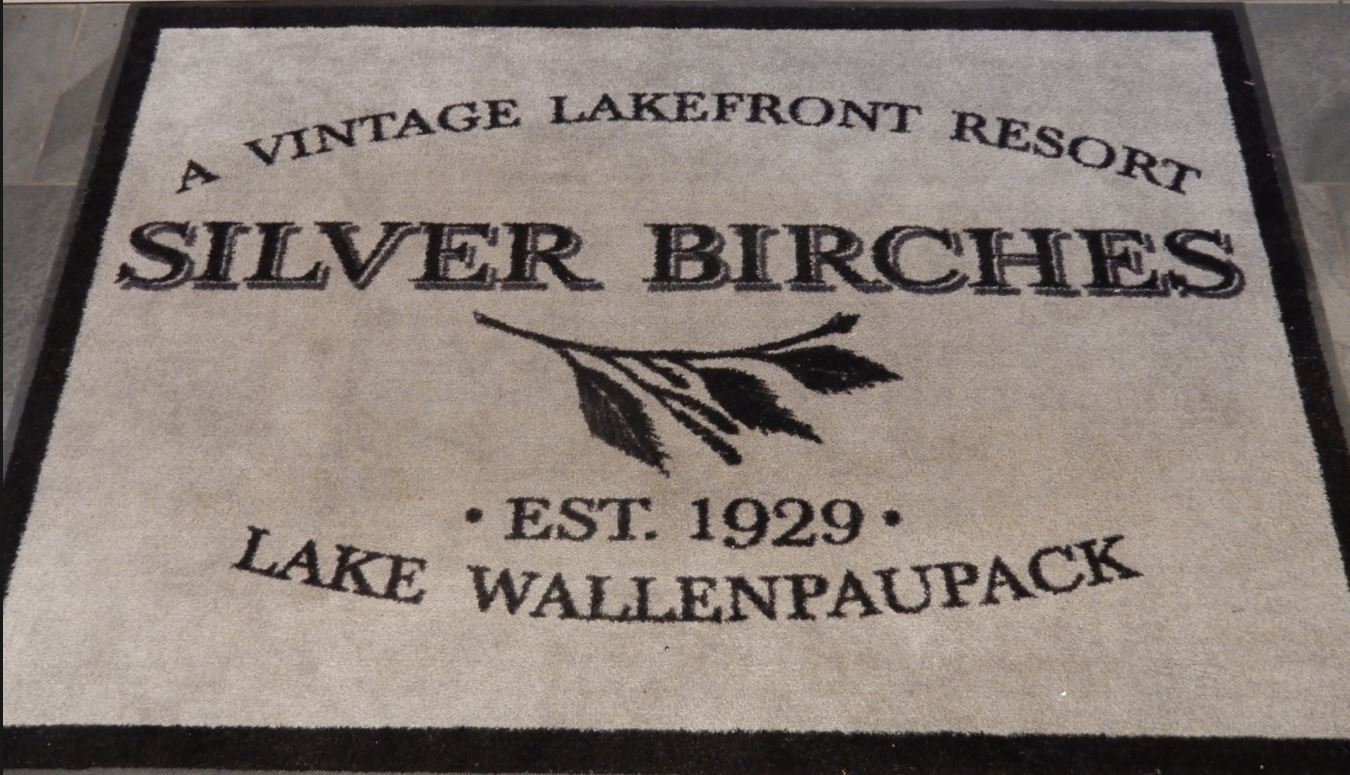 A VINTAGE LAKEFRONT RESORT
SILVER BIRCHES
• EST. 1929 •
LAKE WALLENPAUPACK